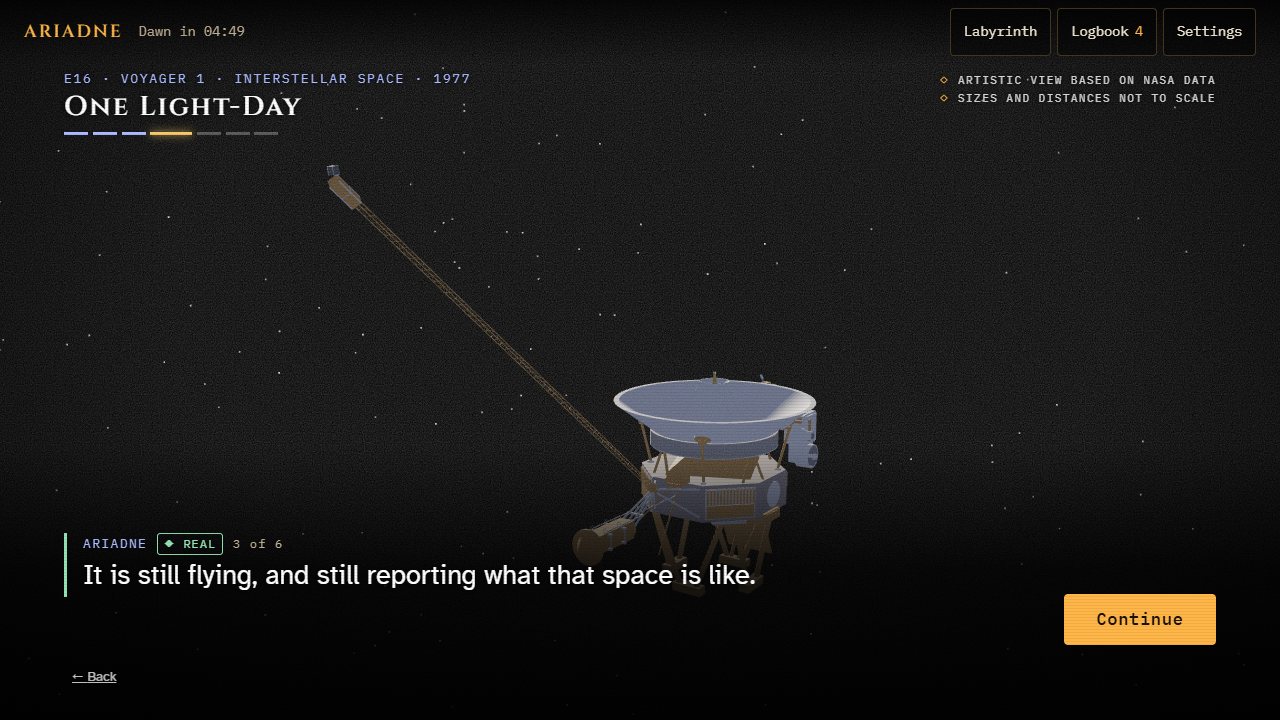 ARIADNE Dawn in 04:49 Labyrinth Logbook 4 Settings
E16 · VOYAGER 1 · INTERSTELLAR SPACE · 1977
One Light-Day
ARTISTIC VIEW BASED ON NASA DATA
SIZES AND DISTANCES NOT TO SCALE
ARIADNE REAL 3 of 6
It is still flying, and still reporting what that space is like.
Continue
← Back